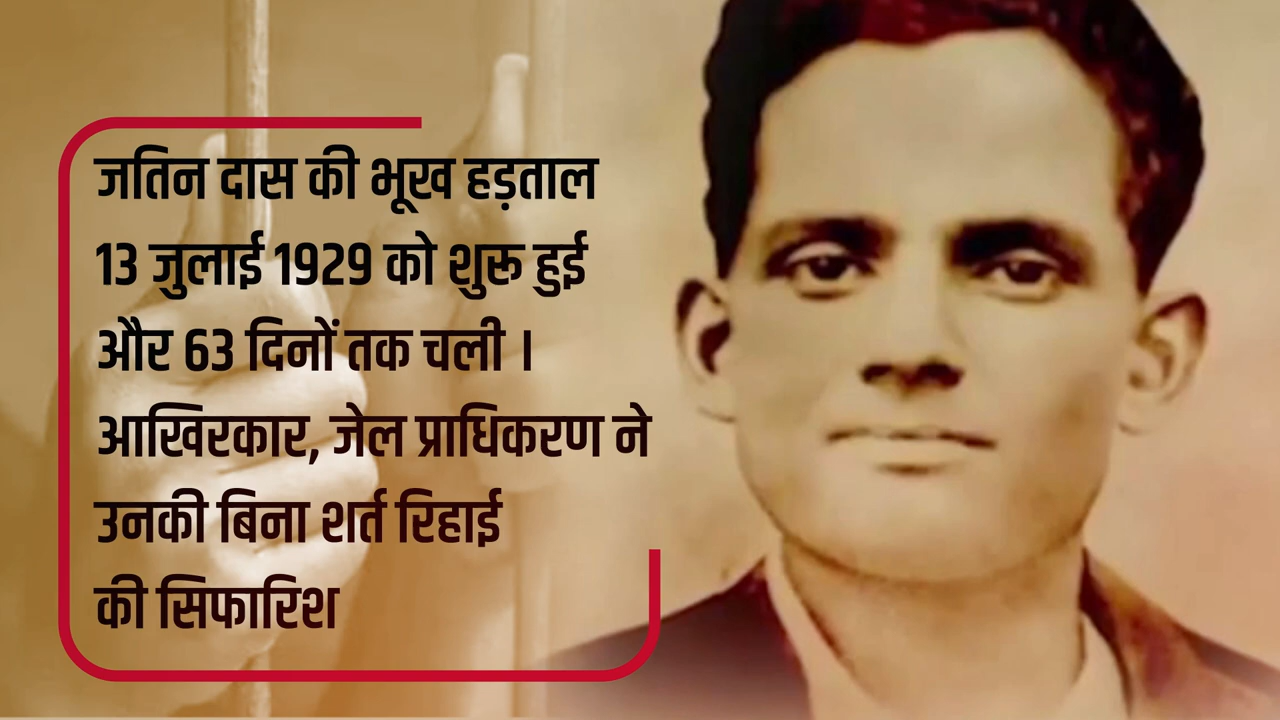 जतिन दास की भूख हड़ताल
13 जुलाई 1929 को शुरू हुई
और 63 दिनों तक चली ।
आखिरकार, जेल प्राधिकरण ने
उनकी बिना शर्त रिहाई
की सिफारिश